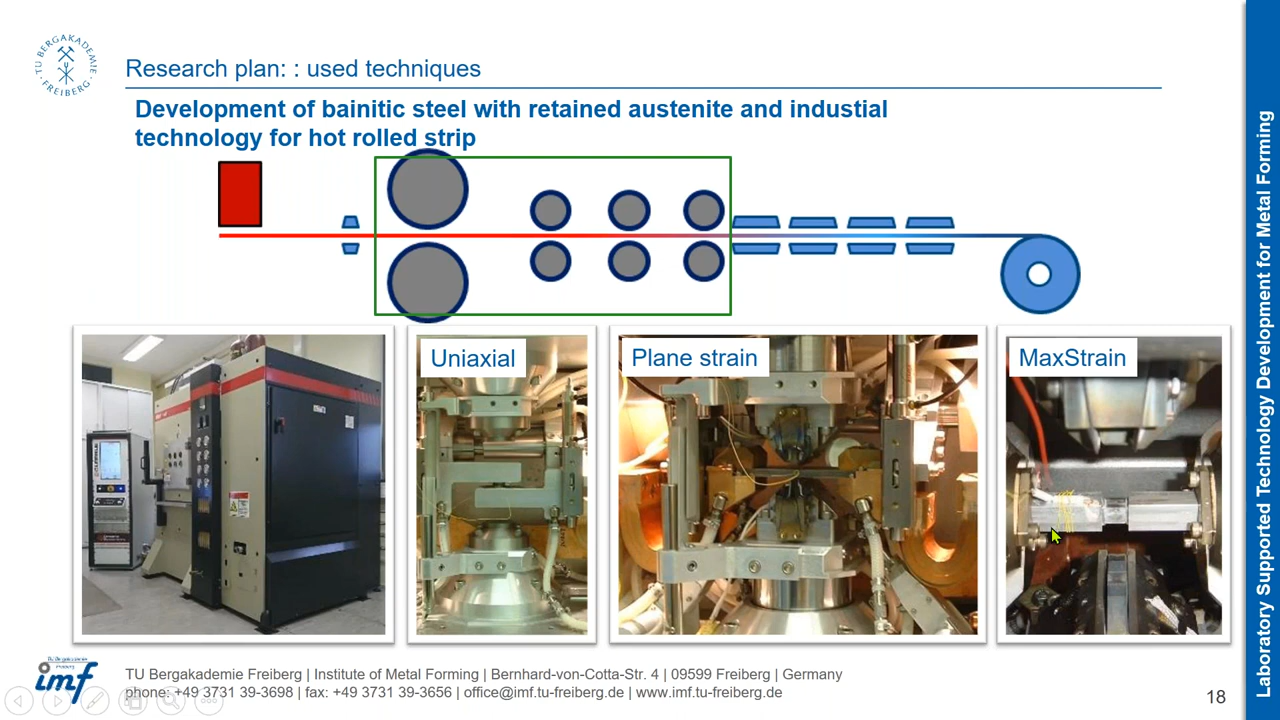 TU BERGAKADEMIE
FREIBERG
Research plan: : used techniques
Development of bainitic steel with retained austenite and industial
technology for hot rolled strip
Uniaxial
Plane strain
MaxStrain
Laboratory Supported Technology Development for Metal Forming
TU Bergakademie
Freiberg
imf
TU Bergakademie Freiberg | Institute of Metal Forming | Bernhard-von-Cotta-Str. 4 | 09599 Freiberg | Germany
phone: +49 3731 39-3698 | fax: +49 3731 39-3656 | office@imf.tu-freiberg.de | www.imf.tu-freiberg.de
18